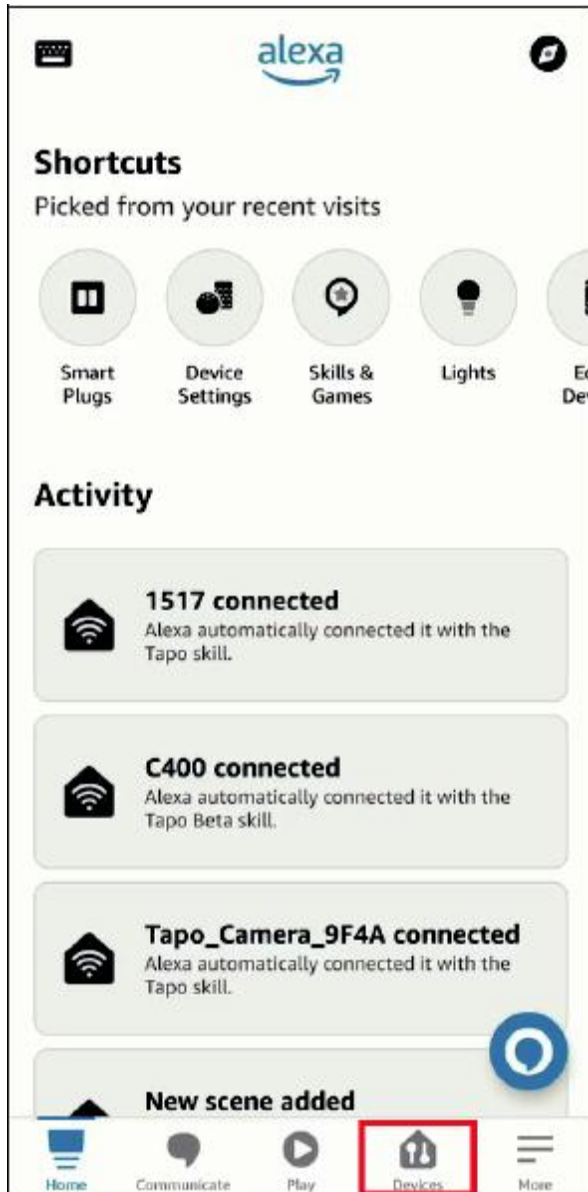 alexa
Shortcuts
Picked from your recent visits
Smart
Plugs
Device
Settings
Skills &
Games
Lights
Activity
1517 connected
Alexa automatically connected it with the
Tapo skill.
C400 connected
Alexa automatically connected it with the
Tapo Beta skill.
Tapo_Camera_9F4A connected
Alexa automatically connected it with the
Tapo skill.
New scene added
Home
Communicate
Play
Devices
More